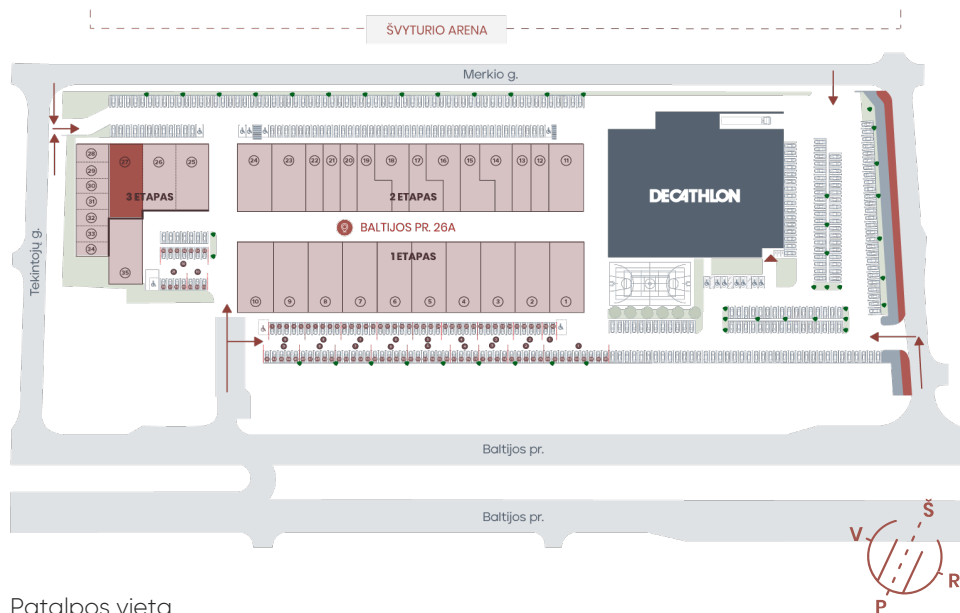 ŠVYTURIO ARENA
Merkio g.
28
29
30
31
32
33
34
27
26
25
3 ETAPAS
35
24
23
22
21
20
19
18
17
16
15
14
13
12
11
2 ETAPAS
BALTIJOS PR. 26A
1 ETAPAS
10
9
8
7
6
5
4
3
2
1
DECATHLON
Tekintojų g.
Baltijos pr.
Baltijos pr.
Š
V
R
P
Patalpos vieta